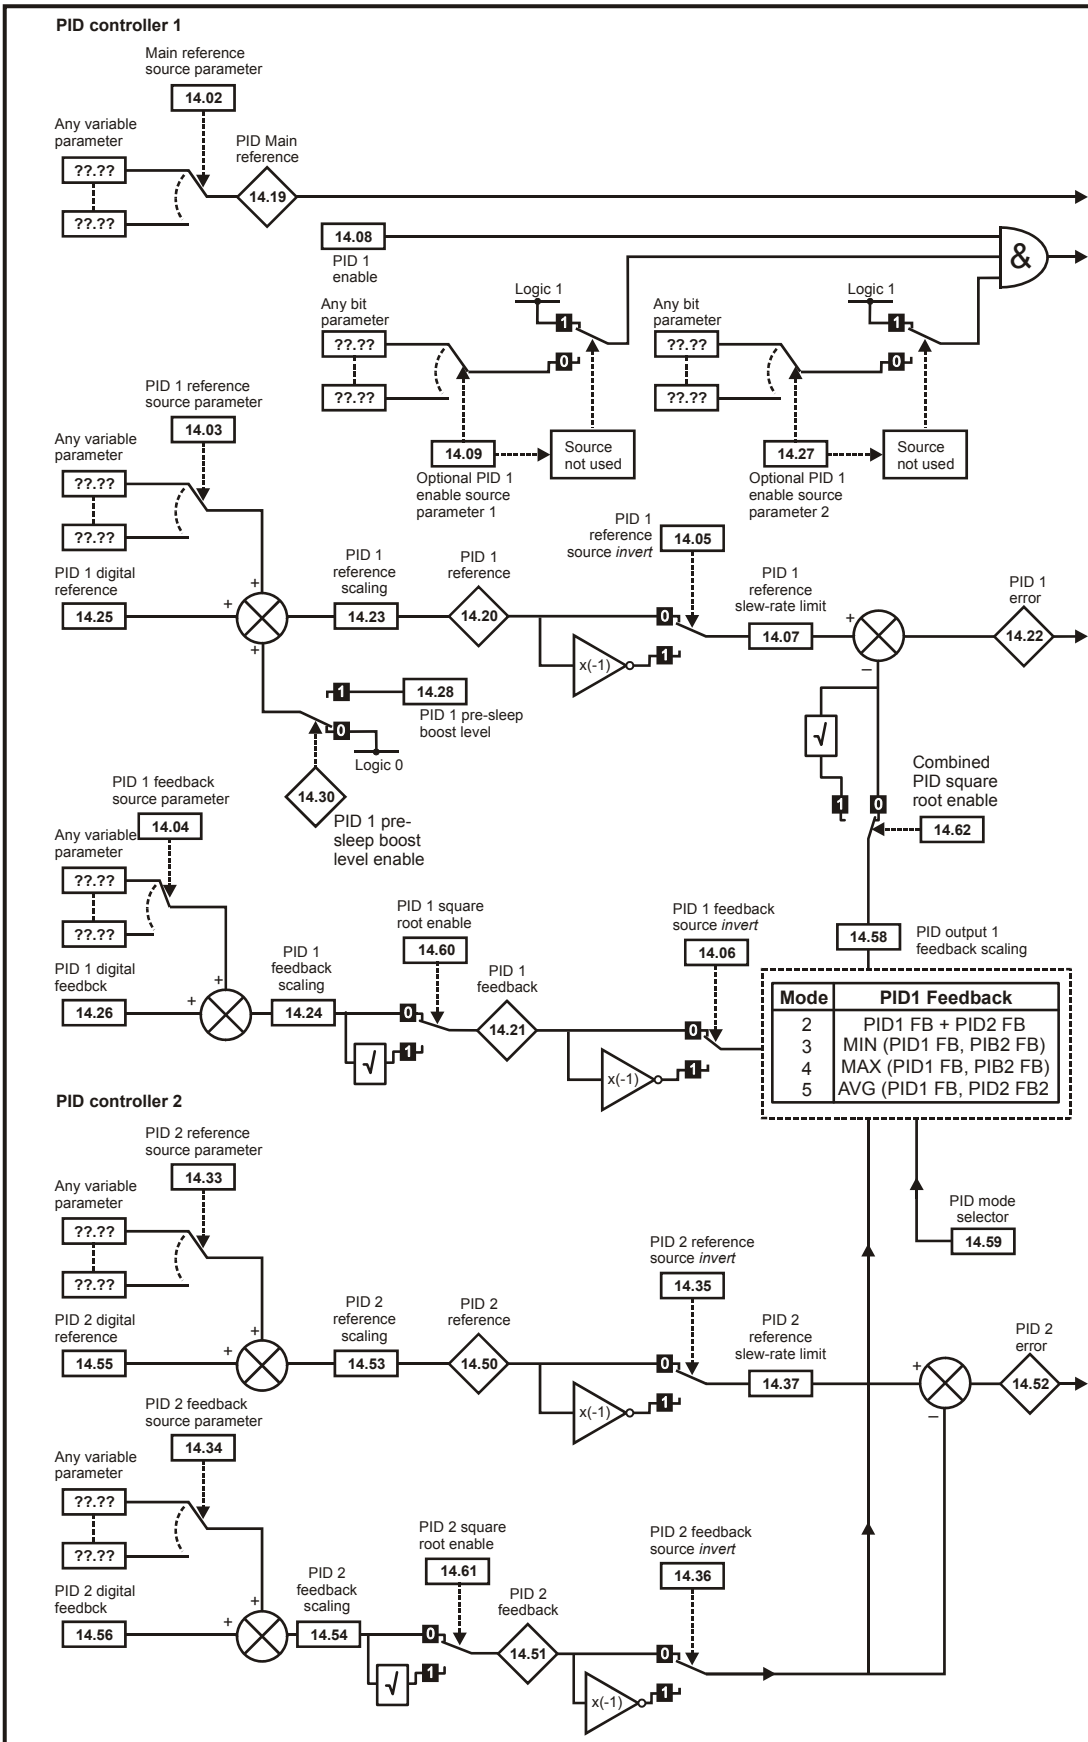 PID controller 1
Main reference
source parameter
14.02
Any variable
parameter
??.??
??.??
PID Main
reference
14.19
14.08
PID 1
enable
&
Logic 1
Any bit
parameter
??.??
??.??
1
0
14.09
Optional PID 1
enable source
parameter 1
Source
not used
Logic 1
Any bit
parameter
??.??
??.??
1
0
14.27
Optional PID 1
enable source
parameter 2
Source
not used
PID 1 reference
source parameter
14.03
Any variable
parameter
??.??
??.??
PID 1 digital
reference
14.25
+
+
+
PID 1
reference
scaling
14.23
PID 1
reference
14.20
PID 1
reference
source invert
14.05
0
1
x(-1)
PID 1
reference
slew-rate limit
14.07
+
–
PID 1
error
14.22
1
14.28
PID 1 pre-sleep
boost level
0
Logic 0
14.30
PID 1 pre-
sleep boost
level enable
√
1
0
Combined
PID square
root enable
14.62
PID 1 feedback
source parameter
14.04
Any variable
parameter
??.??
??.??
PID 1 digital
feedbck
14.26
+
+
PID 1
feedback
scaling
14.24
PID 1 square
root enable
14.60
0
1
√
PID 1
feedback
14.21
PID 1 feedback
source invert
14.06
0
1
x(-1)
14.58
PID output 1
feedback scaling
Mode PID1 Feedback
2 PID1 FB + PID2 FB
3 MIN (PID1 FB, PIB2 FB)
4 MAX (PID1 FB, PIB2 FB)
5 AVG (PID1 FB, PID2 FB2
PID mode
selector
14.59
PID controller 2
PID 2 reference
source parameter
14.33
Any variable
parameter
??.??
??.??
PID 2 digital
reference
14.55
+
+
PID 2
reference
scaling
14.53
PID 2
reference
14.50
PID 2 reference
source invert
14.35
0
1
x(-1)
PID 2
reference
slew-rate limit
14.37
+
–
PID 2
error
14.52
PID 2 feedback
source parameter
14.34
Any variable
parameter
??.??
??.??
PID 2 digital
feedbck
14.56
+
+
PID 2
feedback
scaling
14.54
PID 2 square
root enable
14.61
0
1
√
PID 2
feedback
14.51
PID 2 feedback
source invert
14.36
0
1
x(-1)